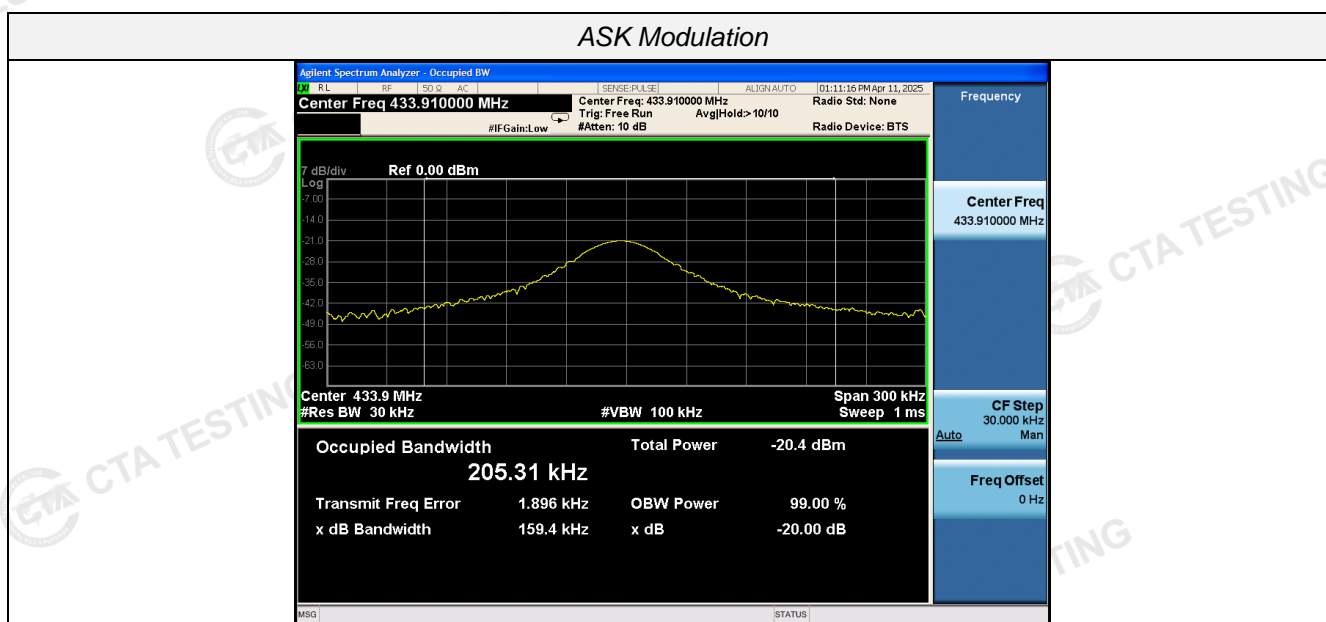 ASK Modulation
Agilent Spectrum Analyzer - Occupied BW
LXI RL RF 50 Ω AC SENSE:PULSE ALIGN AUTO 01:11:16 PM Apr 11, 2025
Center Freq 433.910000 MHz
Center Freq: 433.910000 MHz Radio Std: None
Trig: Free Run Avg|Hold:>10/10
#IFGain:Low #Atten: 10 dB Radio Device: BTS
7 dB/div Ref 0.00 dBm
Log
-7.00
-14.0
-21.0
-28.0
-35.0
-42.0
-49.0
-56.0
-63.0
Center 433.9 MHz Span 300 kHz
#Res BW 30 kHz #VBW 100 kHz Sweep 1 ms
Occupied Bandwidth Total Power -20.4 dBm
205.31 kHz
Transmit Freq Error 1.896 kHz OBW Power 99.00 %
x dB Bandwidth 159.4 kHz x dB -20.00 dB
MSG STATUS
Frequency
Center Freq
433.910000 MHz
CF Step
30.000 kHz
Auto Man
Freq Offset
0 Hz
CTA TESTING
CTA TESTING
CTA
TING